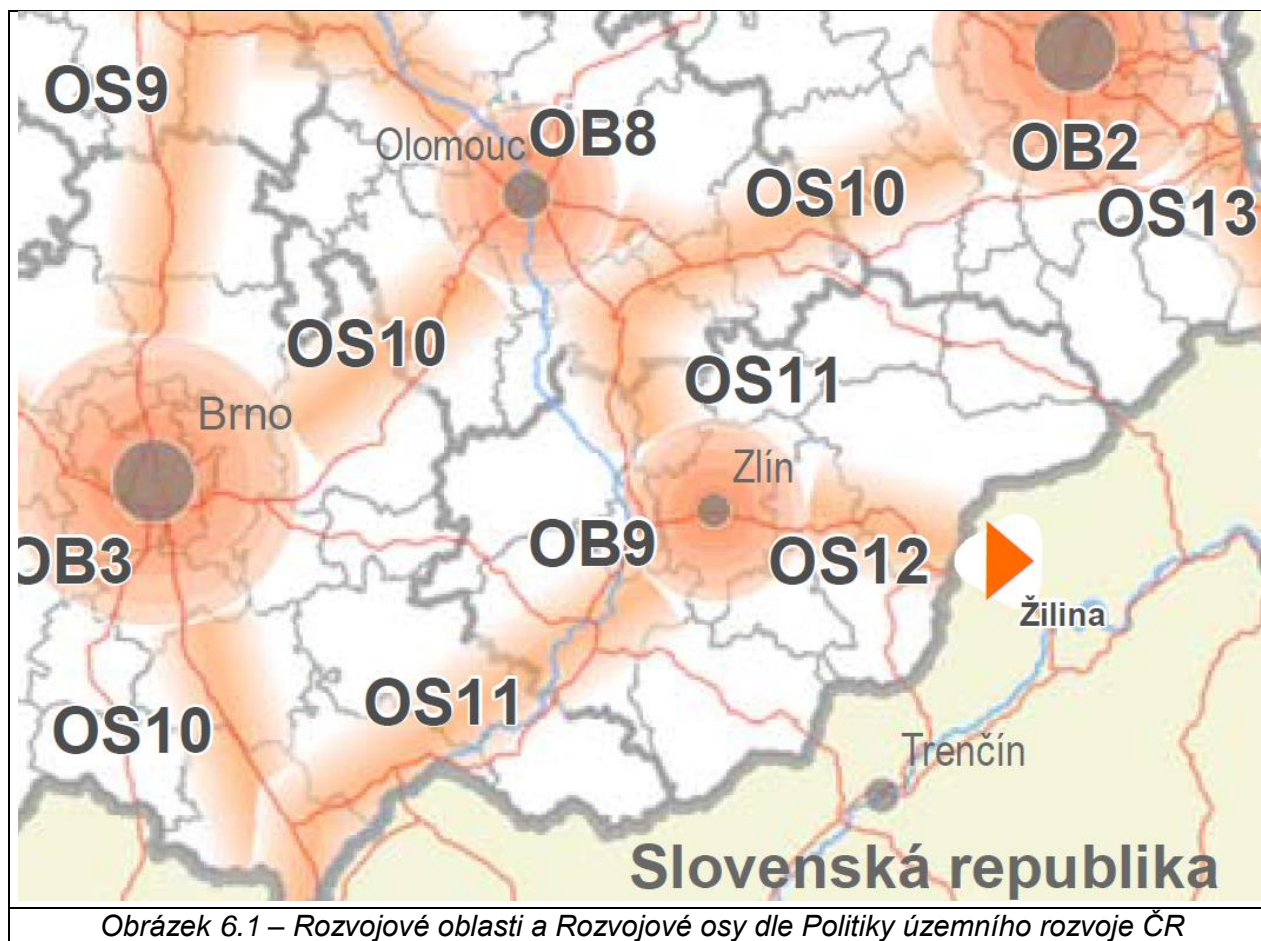 OS9
Olomouc
OB8
OB2
OS10
OS13
OS10
OS11
Brno
Zlín
OB3
OB9
OS12
Žilina
OS10
OS11
Trenčín
Slovenská republika
Obrázek 6.1 – Rozvojové oblasti a Rozvojové osy dle Politiky územního rozvoje ČR